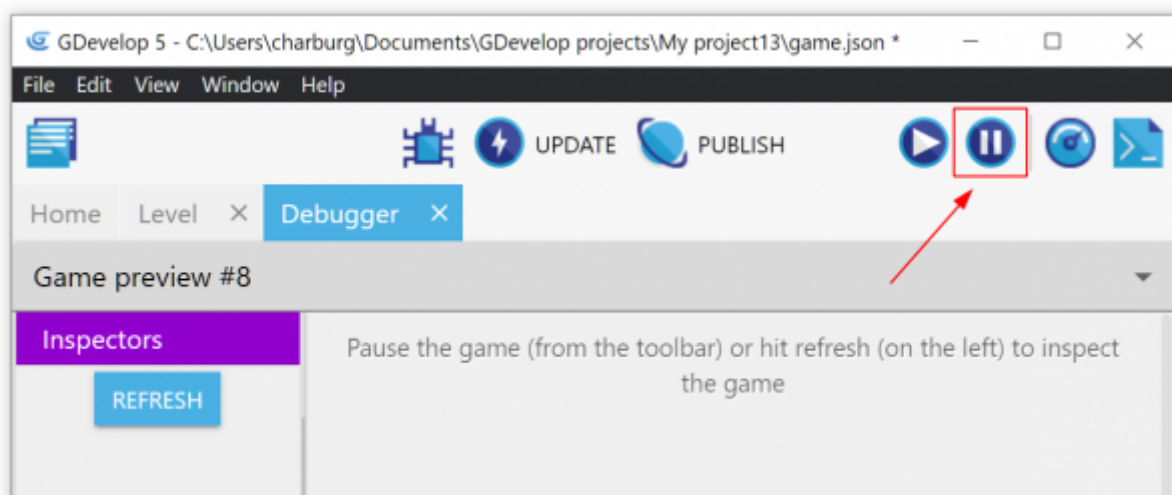 GDevelop 5 - C:\Users\charburg\Documents\GDevelop projects\My project13\game.json *
File Edit View Window Help
UPDATE PUBLISH
Home Level Debugger
Game preview #8
Inspectors
REFRESH
Pause the game (from the toolbar) or hit refresh (on the left) to inspect
the game